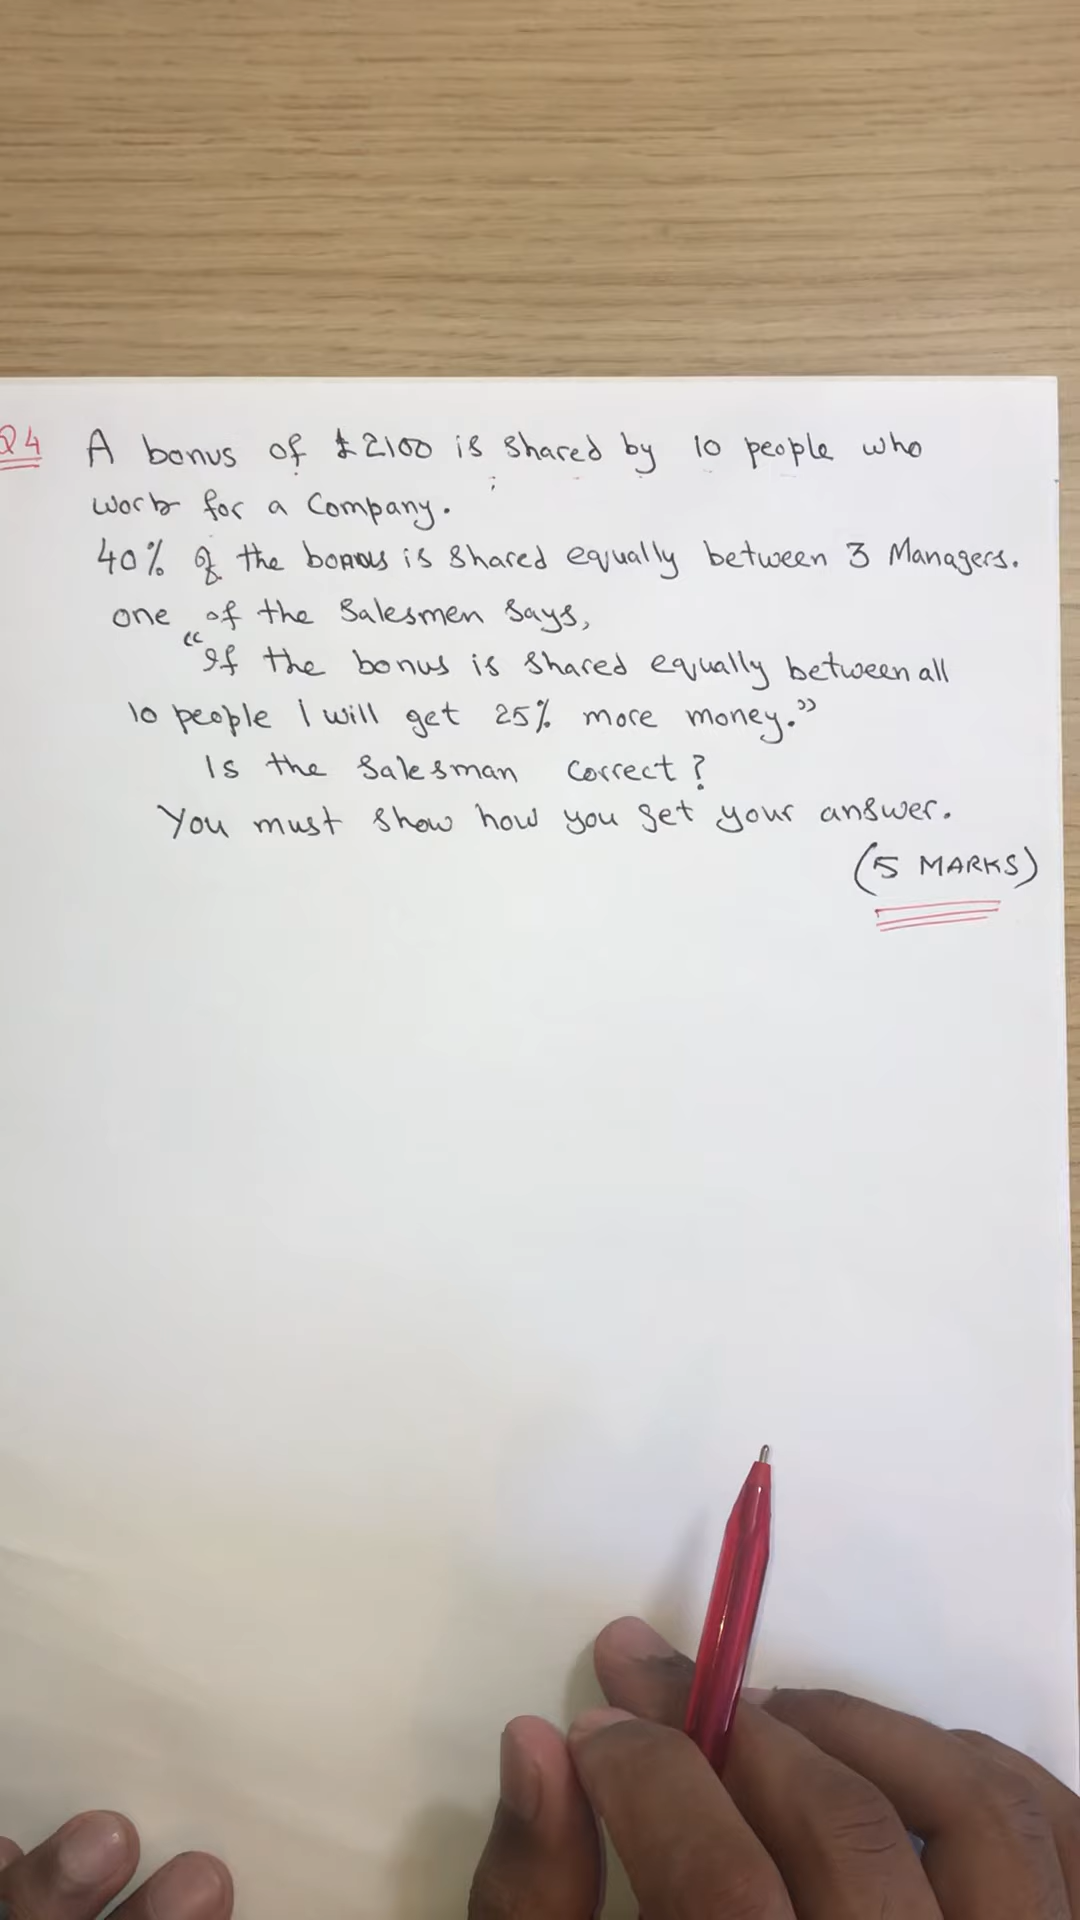 Q4 A bonus of £2100 is shared by 10 people who
work for a Company.
40% of the bonus is shared equally between 3 Managers.
one of the Salesmen says,
"If the bonus is shared equally between all
10 people I will get 25% more money."
Is the Salesman Correct?
You must show how you get your answer.
(5 MARKS)